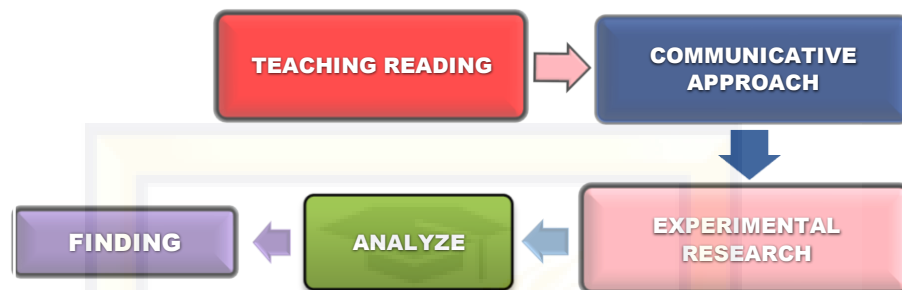 TEACHING READING
COMMUNICATIVE
APPROACH
EXPERIMENTAL
RESEARCH
ANALYZE
FINDING